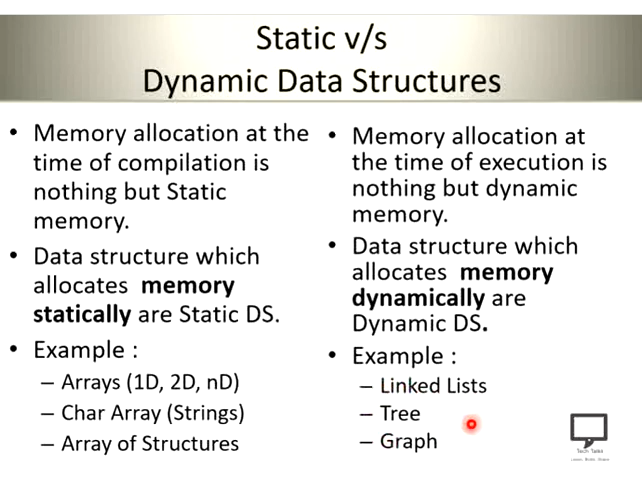 Static v/s
Dynamic Data Structures
• Memory allocation at the
time of compilation is
nothing but Static
memory.
• Data structure which
allocates memory
statically are Static DS.
• Example :
– Arrays (1D, 2D, nD)
– Char Array (Strings)
– Array of Structures
• Memory allocation at
the time of execution is
nothing but dynamic
memory.
• Data structure which
allocates memory
dynamically are
Dynamic DS.
• Example :
– Linked Lists
– Tree
– Graph
Tech Talks